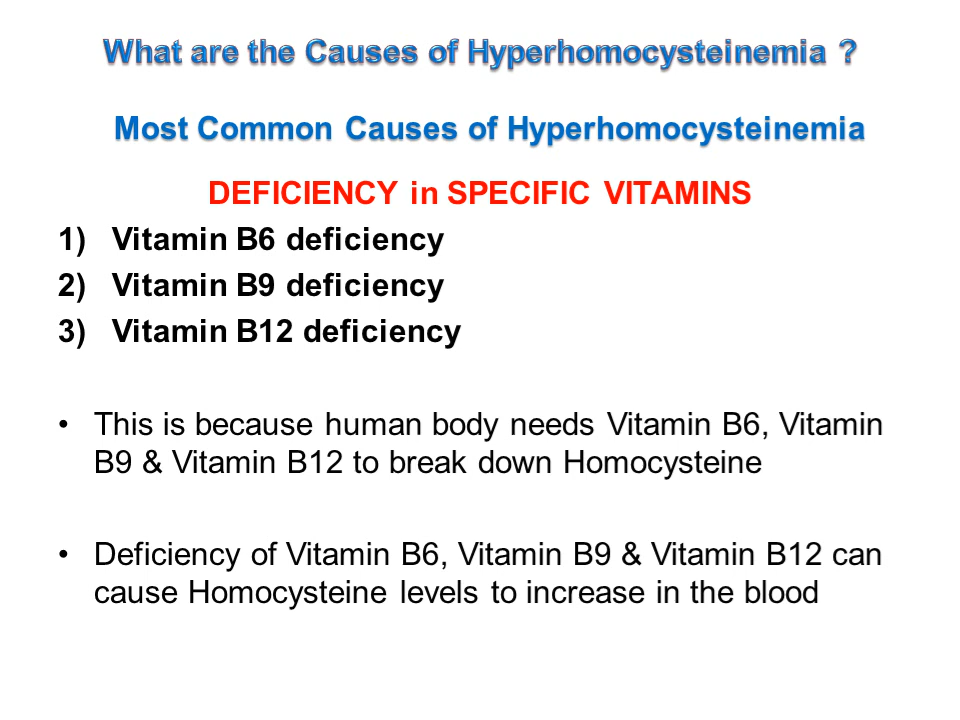 What are the Causes of Hyperhomocysteinemia ?
Most Common Causes of Hyperhomocysteinemia
DEFICIENCY in SPECIFIC VITAMINS
1) Vitamin B6 deficiency
2) Vitamin B9 deficiency
3) Vitamin B12 deficiency
• This is because human body needs Vitamin B6, Vitamin
B9 & Vitamin B12 to break down Homocysteine
• Deficiency of Vitamin B6, Vitamin B9 & Vitamin B12 can
cause Homocysteine levels to increase in the blood